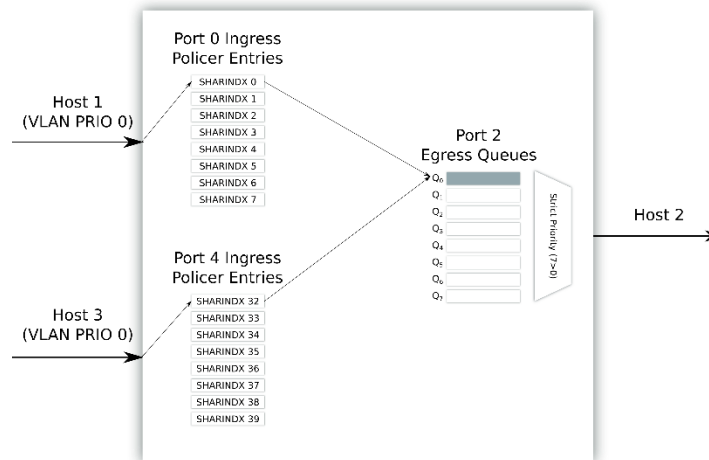 Port 0 Ingress
Policer Entries
SHARINDX 0
SHARINDX 1
SHARINDX 2
SHARINDX 3
SHARINDX 4
SHARINDX 5
SHARINDX 6
SHARINDX 7
Host 1
(VLAN PRIO 0)
Port 4 Ingress
Policer Entries
SHARINDX 32
SHARINDX 33
SHARINDX 34
SHARINDX 35
SHARINDX 36
SHARINDX 37
SHARINDX 38
SHARINDX 39
Host 3
(VLAN PRIO 0)
Port 2
Egress Queues
Q₀
Q₁
Q₂
Q₃
Q₄
Q₅
Q₆
Q₇
Strict Priority (7>0)
Host 2